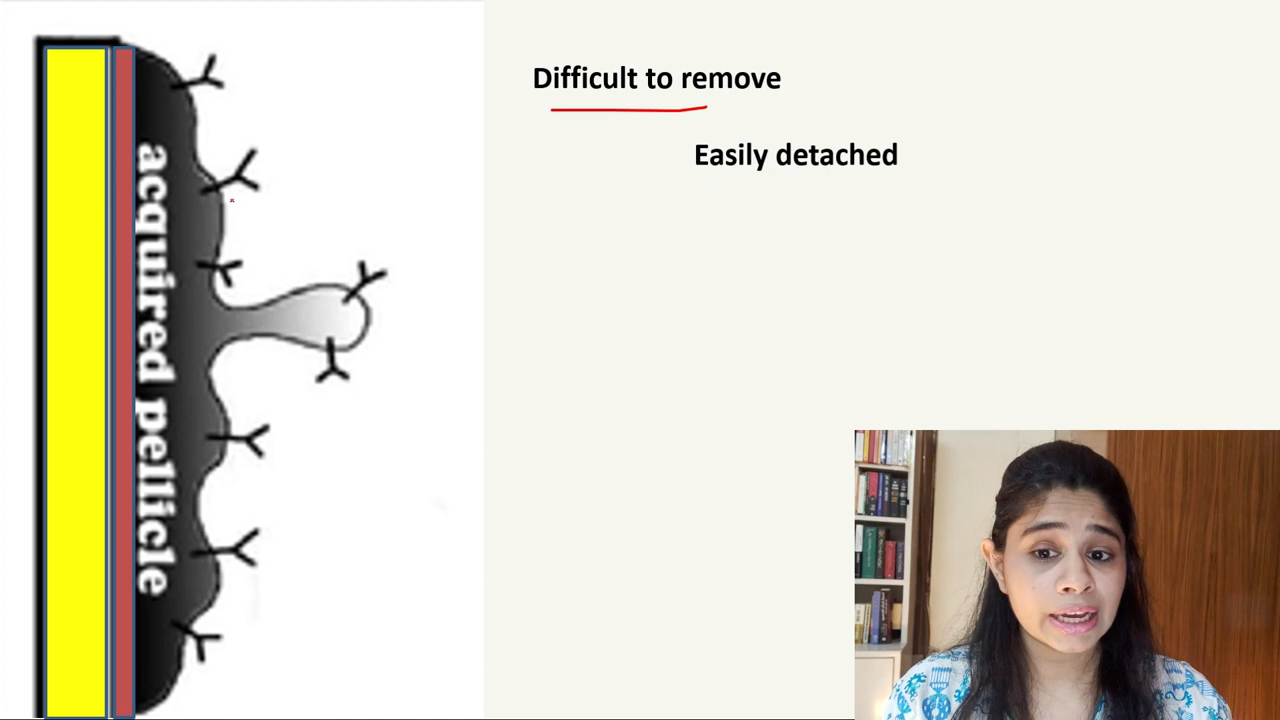 acquired pellicle
Difficult to remove
Easily detached